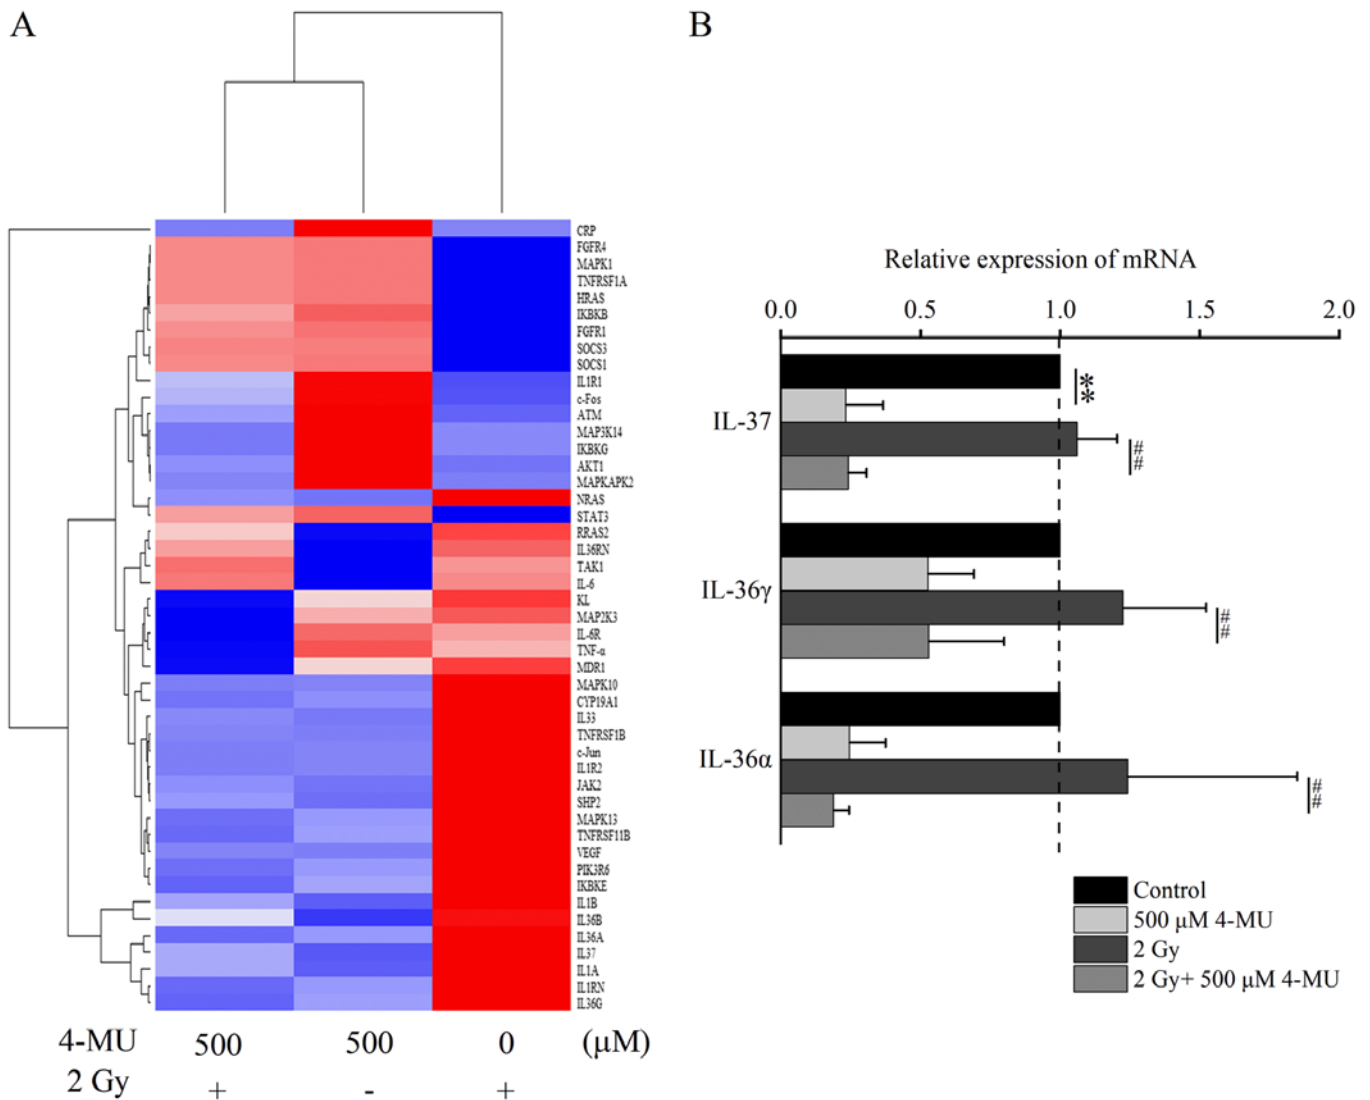 A
CRP
FGFR4
MAPK1
TNFRSF1A
HRAS
IKBKB
FGFR1
SOCS3
SOCS1
IL1R1
c-Fos
ATM
MAP3K14
IKBKG
AKT1
MAPKAPK2
NRAS
STAT3
RRAS2
IL36RN
TAK1
IL-6
KL
MAP2K3
IL-6R
TNF-α
MDR1
MAPK10
CYP19A1
IL33
TNFRSF1B
c-Jun
IL1R2
JAK2
SHP2
MAPK13
TNFRSF11B
VEGF
PIK3R6
IKBKE
IL1B
IL36B
IL36A
IL37
IL1A
IL1RN
IL36G
4-MU 500 500 0 (μM)
2 Gy + - +
B
Relative expression of mRNA
0.0 0.5 1.0 1.5 2.0
IL-37
**
##
IL-36γ
##
IL-36α
##
Control
500 μM 4-MU
2 Gy
2 Gy+ 500 μM 4-MU